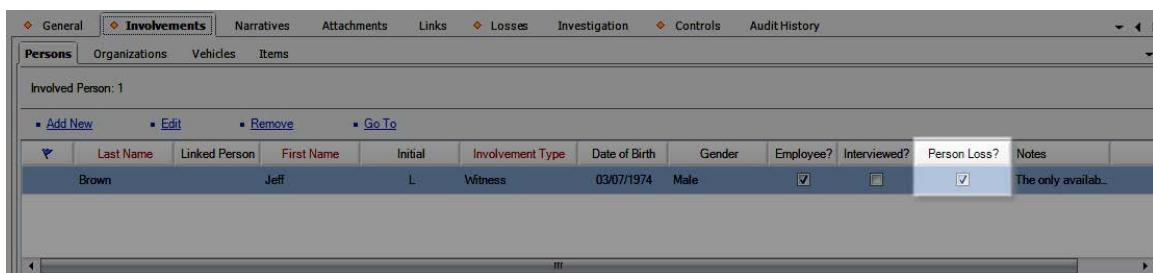 General Involvements Narratives Attachments Links Losses Investigation Controls Audit History
Persons Organizations Vehicles Items
Involved Person: 1
Add New Edit Remove Go To
Last Name Linked Person First Name Initial Involvement Type Date of Birth Gender Employee? Interviewed? Person Loss? Notes
Brown Jeff L Witness 03/07/1974 Male The only availab...